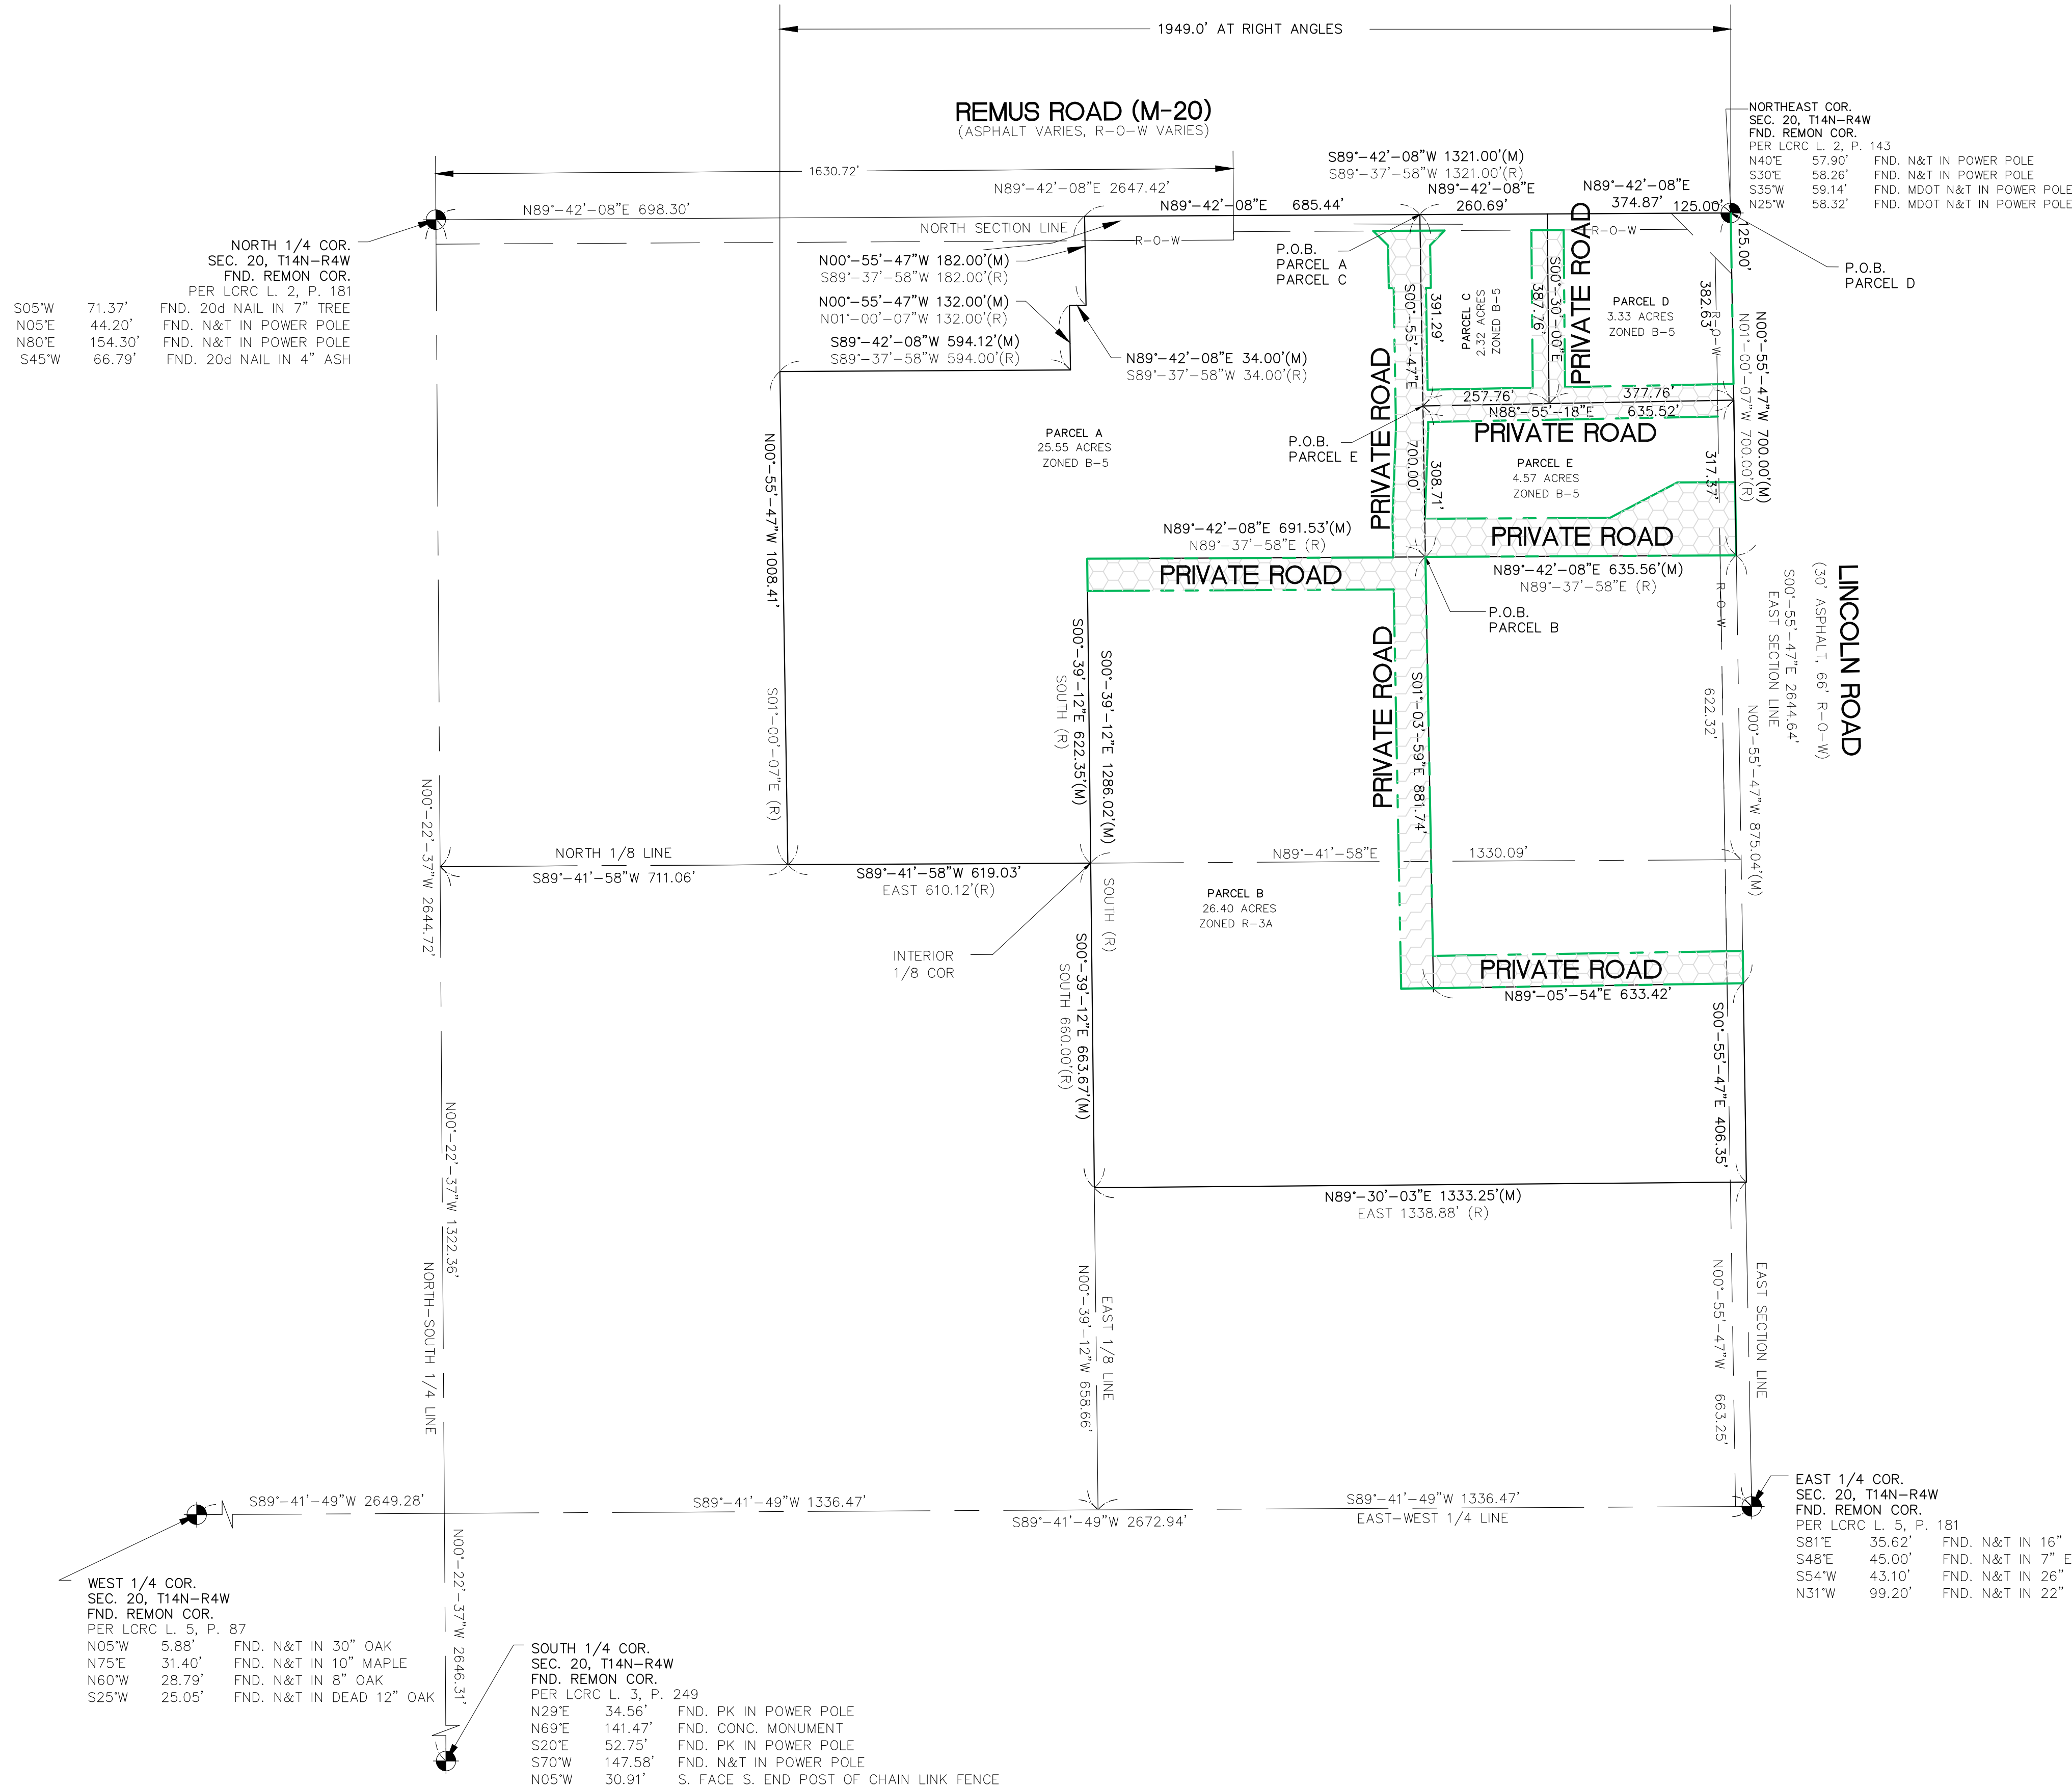 1949.0' AT RIGHT ANGLES
REMUS ROAD (M-20)
(ASPHALT VARIES, R-O-W VARIES)
NORTHEAST COR.
SEC. 20, T14N-R4W
FND. REMON COR.
PER LCRC L. 2, P. 143
N40°E 57.90' FND. N&T IN POWER POLE
S30°E 58.26' FND. N&T IN POWER POLE
S35°W 59.14' FND. MDOT N&T IN POWER POLE
N25°W 58.32' FND. MDOT N&T IN POWER POLE
1630.72'
S89°-42'-08"W 1321.00'(M)
S89°-37'-58"W 1321.00'(R)
N89°-42'-08"E 2647.42'
N89°-42'-08"E
260.69'
N89°-42'-08"E
374.87'
125.00'
N89°-42'-08"E 698.30'
N89°-42'-08"E 685.44'
NORTH SECTION LINE
R-O-W
R-O-W
125.00'
NORTH 1/4 COR.
SEC. 20, T14N-R4W
FND. REMON COR.
PER LCRC L. 2, P. 181
S05°W 71.37' FND. 20d NAIL IN 7" TREE
N05°E 44.20' FND. N&T IN POWER POLE
N80°E 154.30' FND. N&T IN POWER POLE
S45°W 66.79' FND. 20d NAIL IN 4" ASH
N00°-55'-47"W 182.00'(M)
S89°-37'-58"W 182.00'(R)
N00°-55'-47"W 132.00'(M)
N01°-00'-07"W 132.00'(R)
S89°-42'-08"W 594.12'(M)
S89°-37'-58"W 594.00'(R)
N89°-42'-08"E 34.00'(M)
S89°-37'-58"W 34.00'(R)
P.O.B.
PARCEL A
PARCEL C
P.O.B.
PARCEL D
S00°-55'-47"E
391.29'
PARCEL C
2.32 ACRES
ZONED B-5
387.76'
S00°-30'-00"E
PRIVATE ROAD
PARCEL D
3.33 ACRES
ZONED B-5
382.63'
R-O-W
N01°-00'-07"W 700.00'(R)
N00°-55'-47"W 700.00'(M)
PRIVATE ROAD
257.76'
377.76'
N88°-55'-18"E 635.52'
PRIVATE ROAD
P.O.B.
PARCEL E
700.00'
308.71'
PARCEL E
4.57 ACRES
ZONED B-5
317.37'
PARCEL A
25.55 ACRES
ZONED B-5
N00°-55'-47"W 1008.41'
S01°-00'-07"E (R)
N89°-42'-08"E 691.53'(M)
N89°-37'-58"E (R)
PRIVATE ROAD
PRIVATE ROAD
N89°-42'-08"E 635.56'(M)
N89°-37'-58"E (R)
P.O.B.
PARCEL B
R-O-W
622.32'
N00°-55'-47"W 875.04'(M)
EAST SECTION LINE
S00°-55'-47"E 2644.64'
(30' ASPHALT, 66' R-O-W)
LINCOLN ROAD
SOUTH (R)
S00°-39'-12"E 622.35'(M)
S00°-39'-12"E 1286.02'(M)
SOUTH (R)
PRIVATE ROAD
S01°-03'-59"E 881.74'
NORTH 1/8 LINE
S89°-41'-58"W 711.06'
S89°-41'-58"W 619.03'
EAST 610.12'(R)
N89°-41'-58"E 1330.09'
PARCEL B
26.40 ACRES
ZONED R-3A
INTERIOR
1/8 COR
SOUTH 660.00'(R)
S00°-39'-12"E 663.67'(M)
PRIVATE ROAD
N89°-05'-54"E 633.42'
S00°-55'-47"E 406.35'
N00°-22'-37"W 2644.72'
N00°-22'-37"W 1322.36'
NORTH-SOUTH 1/4 LINE
N89°-30'-03"E 1333.25'(M)
EAST 1338.88' (R)
N00°-39'-12"W 658.66'
EAST 1/8 LINE
N00°-55'-47"W 663.25'
EAST SECTION LINE
S89°-41'-49"W 2649.28'
S89°-41'-49"W 1336.47'
S89°-41'-49"W 2672.94'
S89°-41'-49"W 1336.47'
EAST-WEST 1/4 LINE
EAST 1/4 COR.
SEC. 20, T14N-R4W
FND. REMON COR.
PER LCRC L. 5, P. 181
S81°E 35.62' FND. N&T IN 16"
S48°E 45.00' FND. N&T IN 7" E
S54°W 43.10' FND. N&T IN 26"
N31°W 99.20' FND. N&T IN 22"
WEST 1/4 COR.
SEC. 20, T14N-R4W
FND. REMON COR.
PER LCRC L. 5, P. 87
N05°W 5.88' FND. N&T IN 30" OAK
N75°E 31.40' FND. N&T IN 10" MAPLE
N60°W 28.79' FND. N&T IN 8" OAK
S25°W 25.05' FND. N&T IN DEAD 12" OAK
N00°-22'-37"W 2646.31'
SOUTH 1/4 COR.
SEC. 20, T14N-R4W
FND. REMON COR.
PER LCRC L. 3, P. 249
N29°E 34.56' FND. PK IN POWER POLE
N69°E 141.47' FND. CONC. MONUMENT
S20°E 52.75' FND. PK IN POWER POLE
S70°W 147.58' FND. N&T IN POWER POLE
N05°W 30.91' S. FACE S. END POST OF CHAIN LINK FENCE